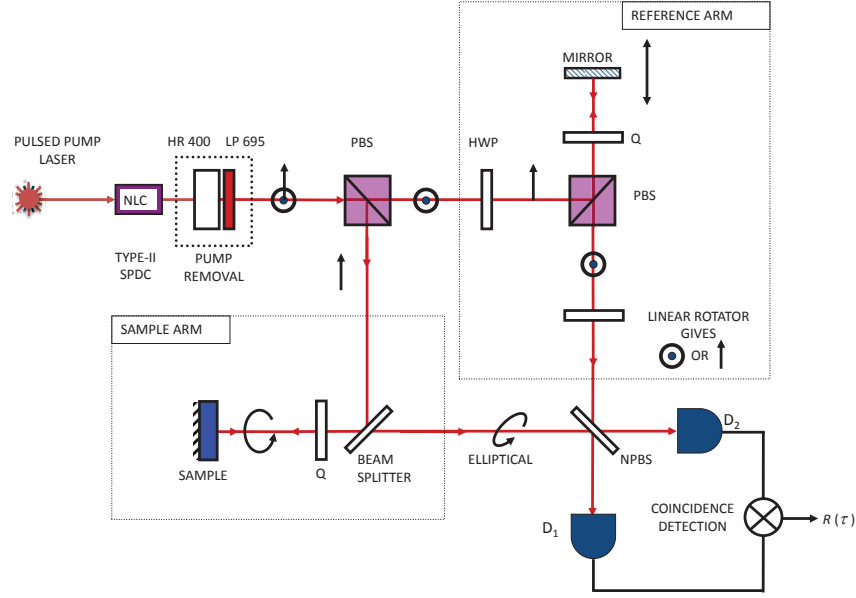 REFERENCE ARM
MIRROR
PULSED PUMP
LASER
HR 400
LP 695
PBS
HWP
Q
NLC
PBS
TYPE-II
SPDC
PUMP
REMOVAL
SAMPLE ARM
LINEAR ROTATOR
GIVES
OR
SAMPLE
Q
BEAM
SPLITTER
ELLIPTICAL
NPBS
D2
D1
COINCIDENCE
DETECTION
R(τ)